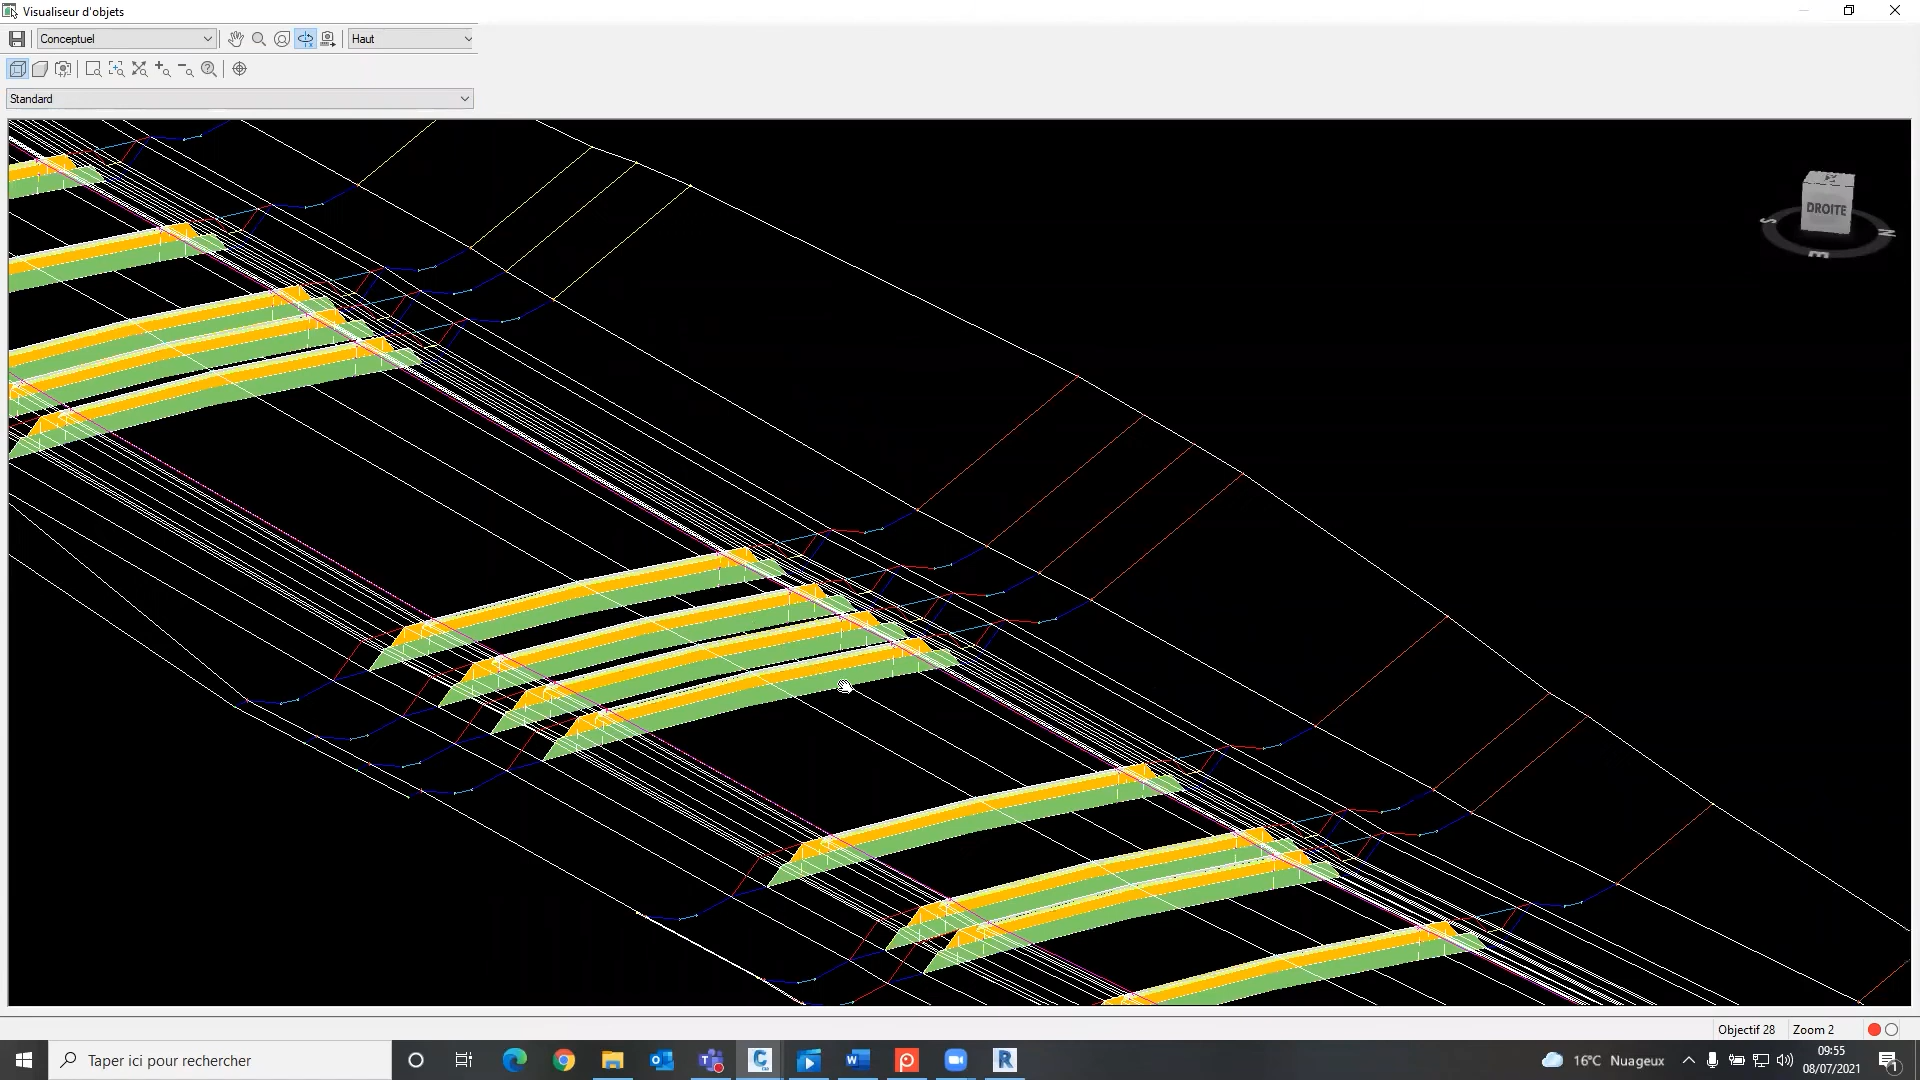 Visualiseur d'objets
Conceptuel
Haut
Standard
DROITE
S
N
E
Objectif 28
Zoom 2
Taper ici pour rechercher
16°C Nuageux
09:55
08/07/2021
1